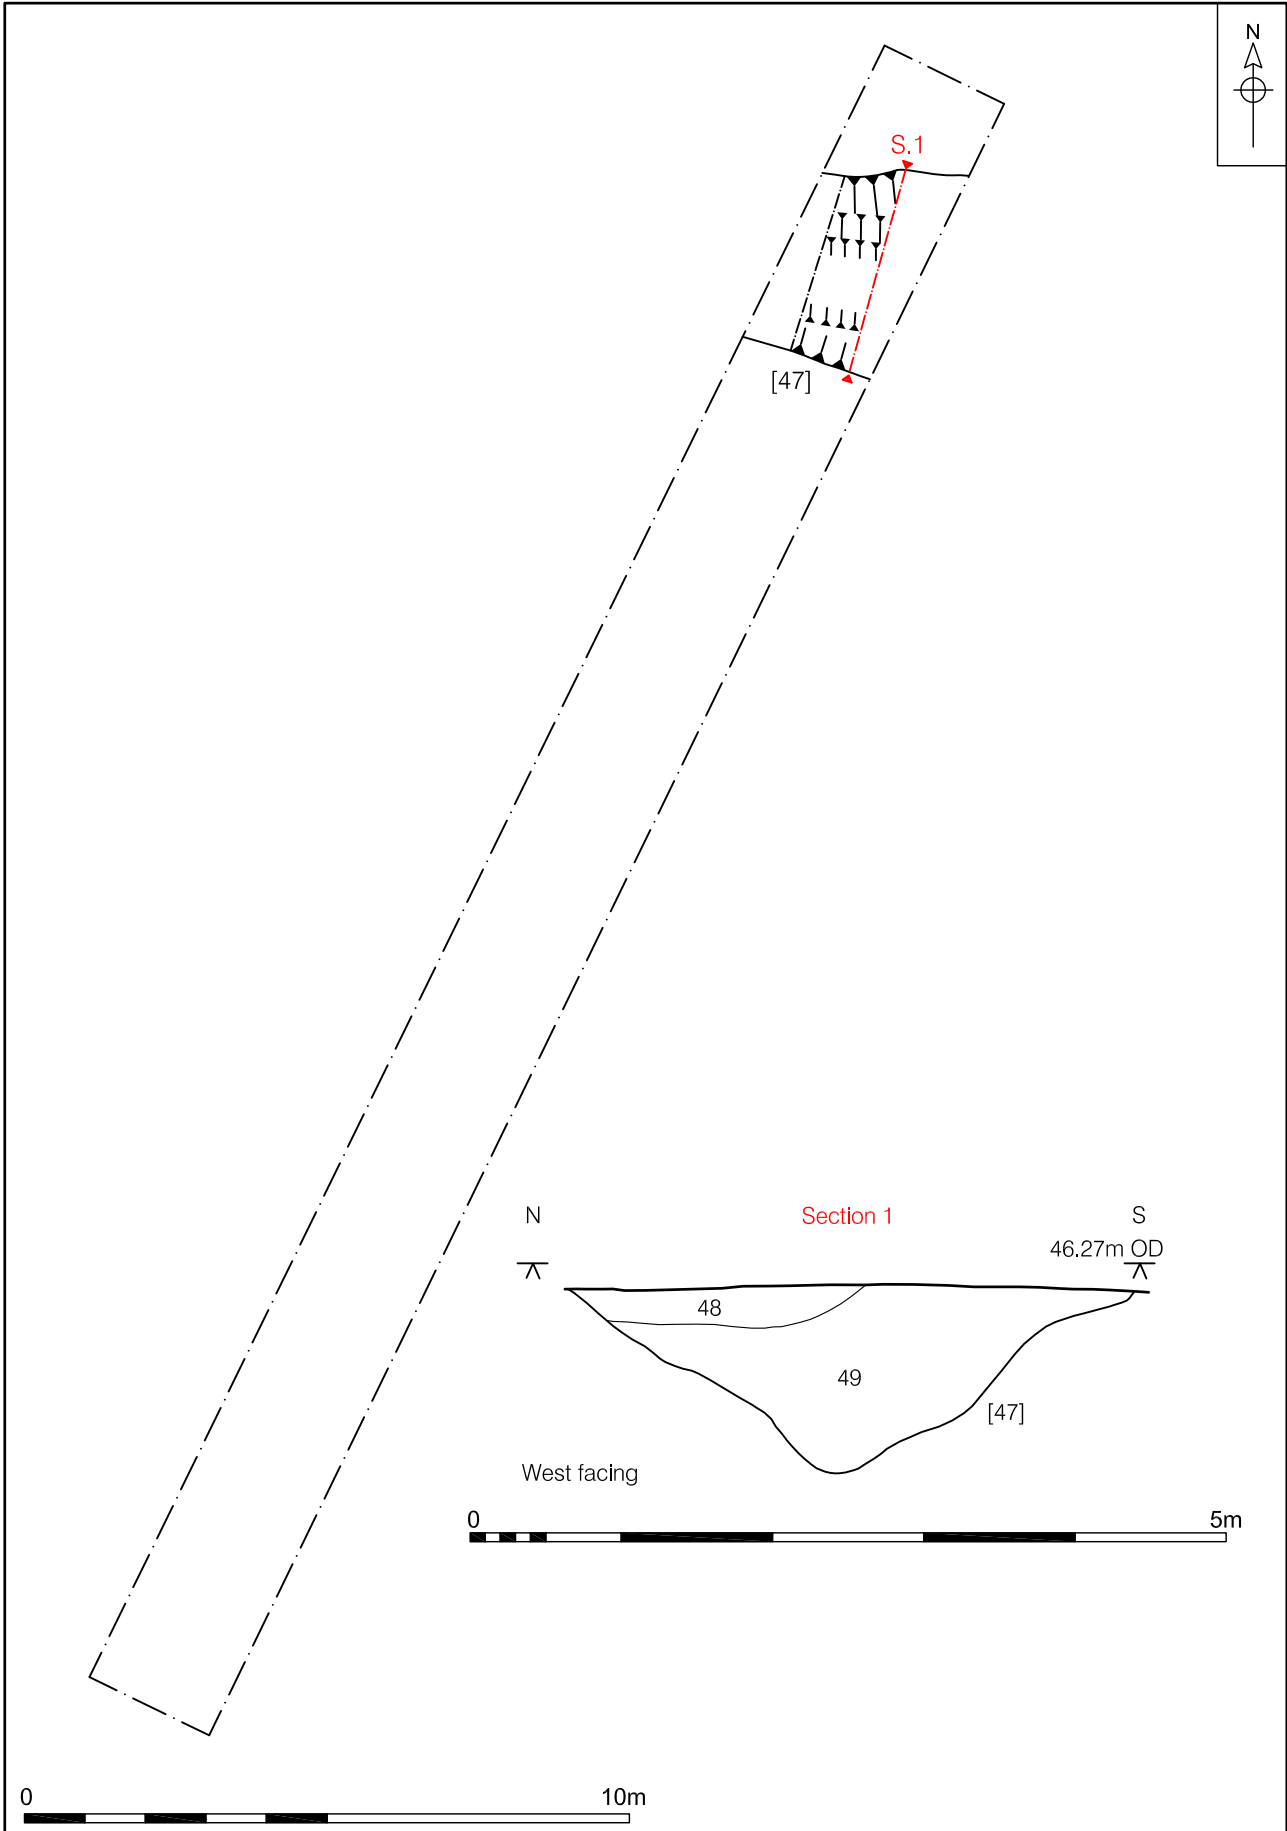 N
S.1
[47]
N
Section 1
S
46.27m OD
48
49
[47]
West facing
0
5m
0
10m